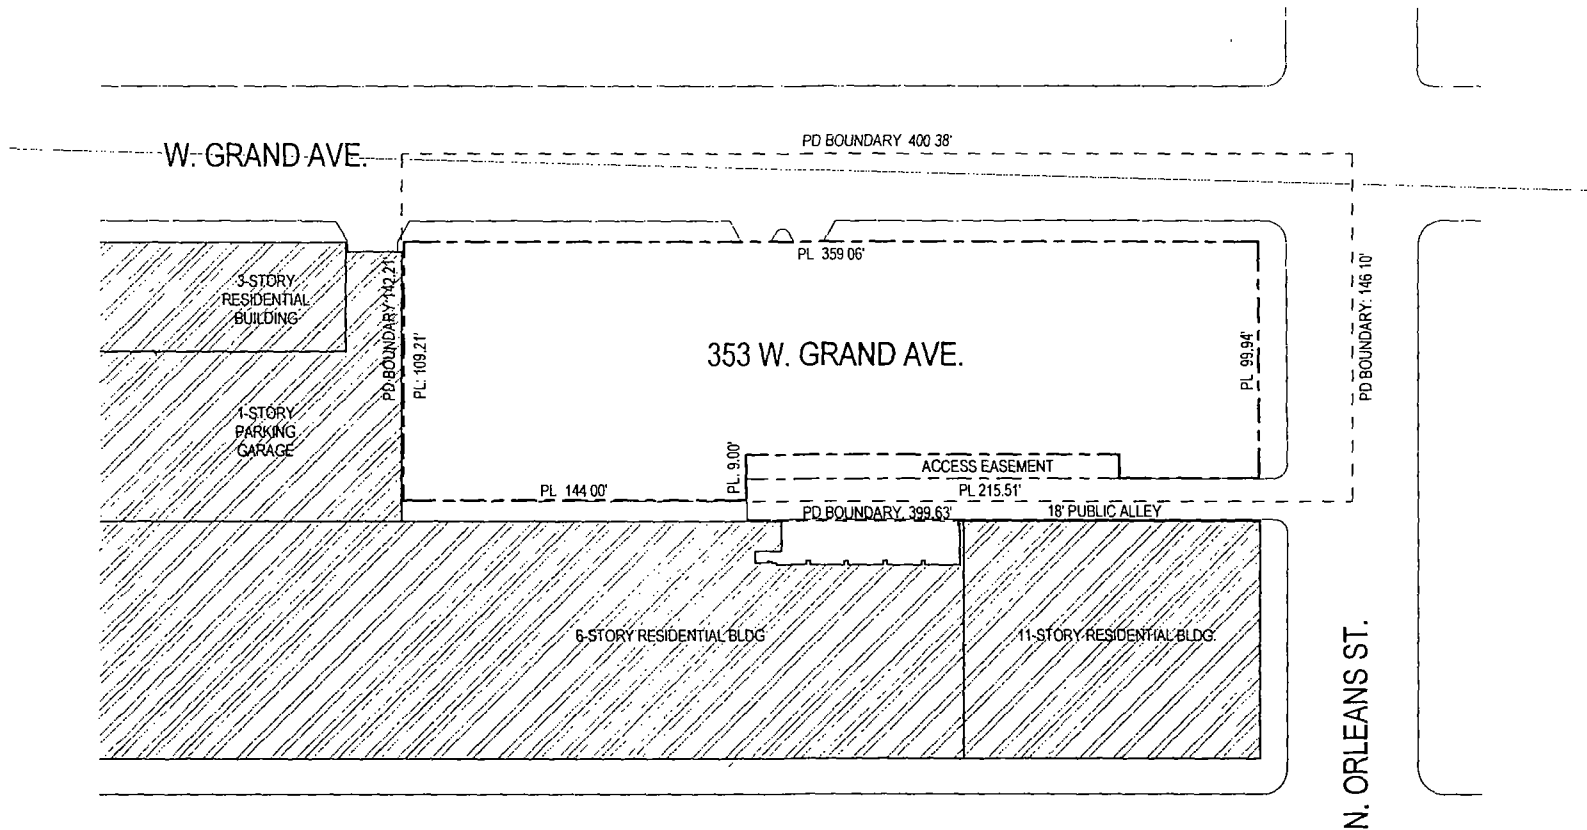 PD BOUNDARY 400 38'
W. GRAND AVE.
PL 359 06'
3-STORY
RESIDENTIAL
BUILDING
PD BOUNDARY 142.21'
PL: 109.21'
353 W. GRAND AVE.
PL 99.94'
PD BOUNDARY: 146 10'
1-STORY
PARKING
GARAGE
PL. 9.00'
ACCESS EASEMENT
PL 144 00'
PL 215.51'
PD BOUNDARY. 399.63'
18' PUBLIC ALLEY
6-STORY RESIDENTIAL BLDG
11-STORY RESIDENTIAL BLDG.
N. ORLEANS ST.